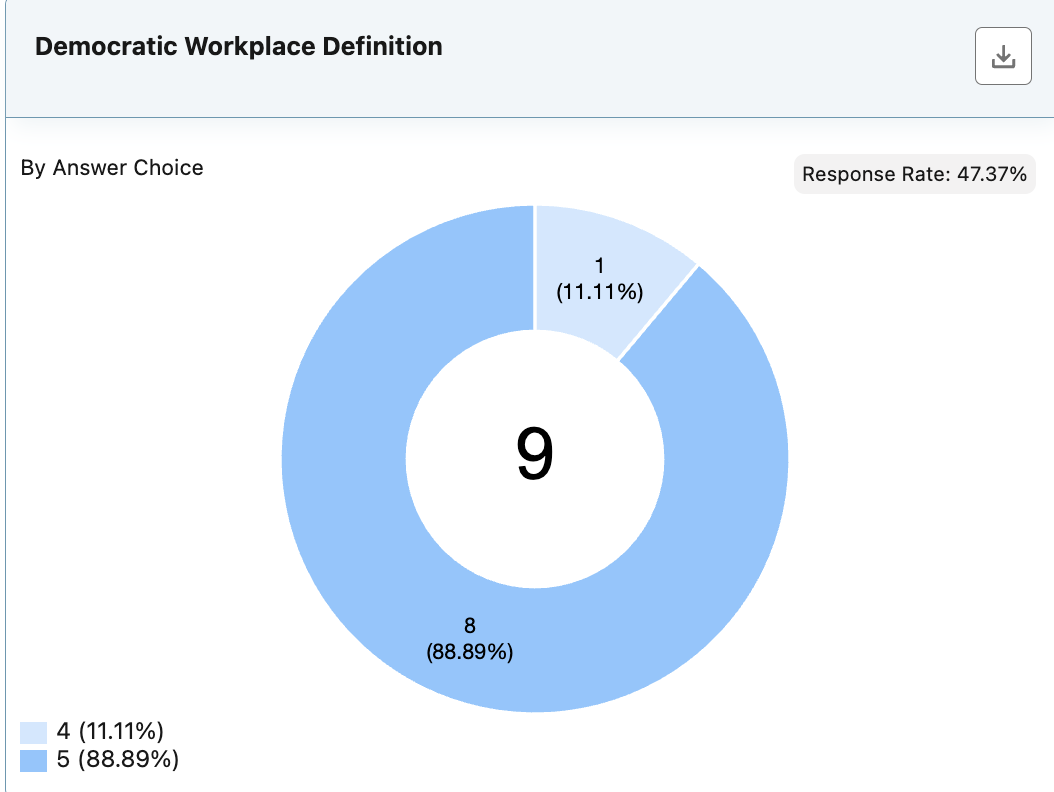 Democratic Workplace Definition
By Answer Choice
Response Rate: 47.37%
1
(11.11%)
9
8
(88.89%)
4 (11.11%)
5 (88.89%)